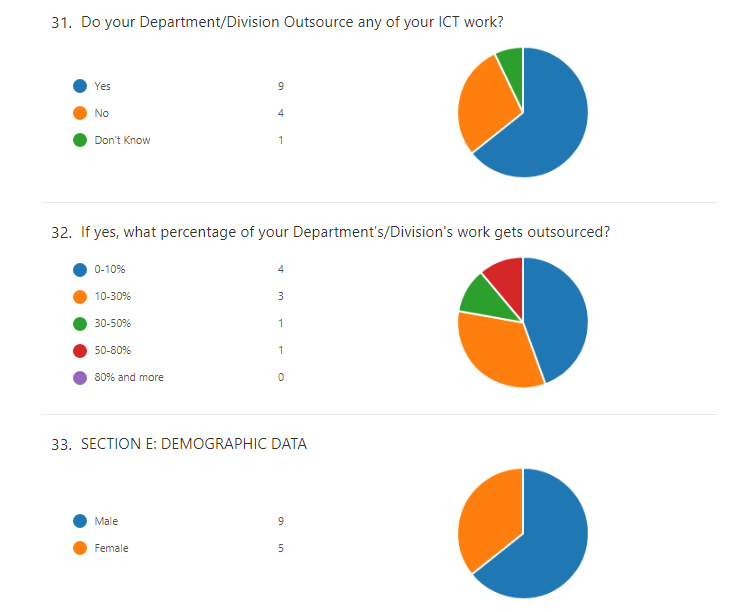 31. Do your Department/Division Outsource any of your ICT work?
Yes 9
No 4
Don't Know 1
32. If yes, what percentage of your Department's/Division's work gets outsourced?
0-10% 4
10-30% 3
30-50% 1
50-80% 1
80% and more 0
33. SECTION E: DEMOGRAPHIC DATA
Male 9
Female 5